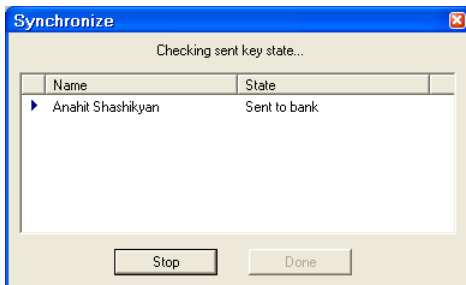 Synchronize
Checking sent key state...
Name State
Anahit Shashikyan Sent to bank
Stop Done